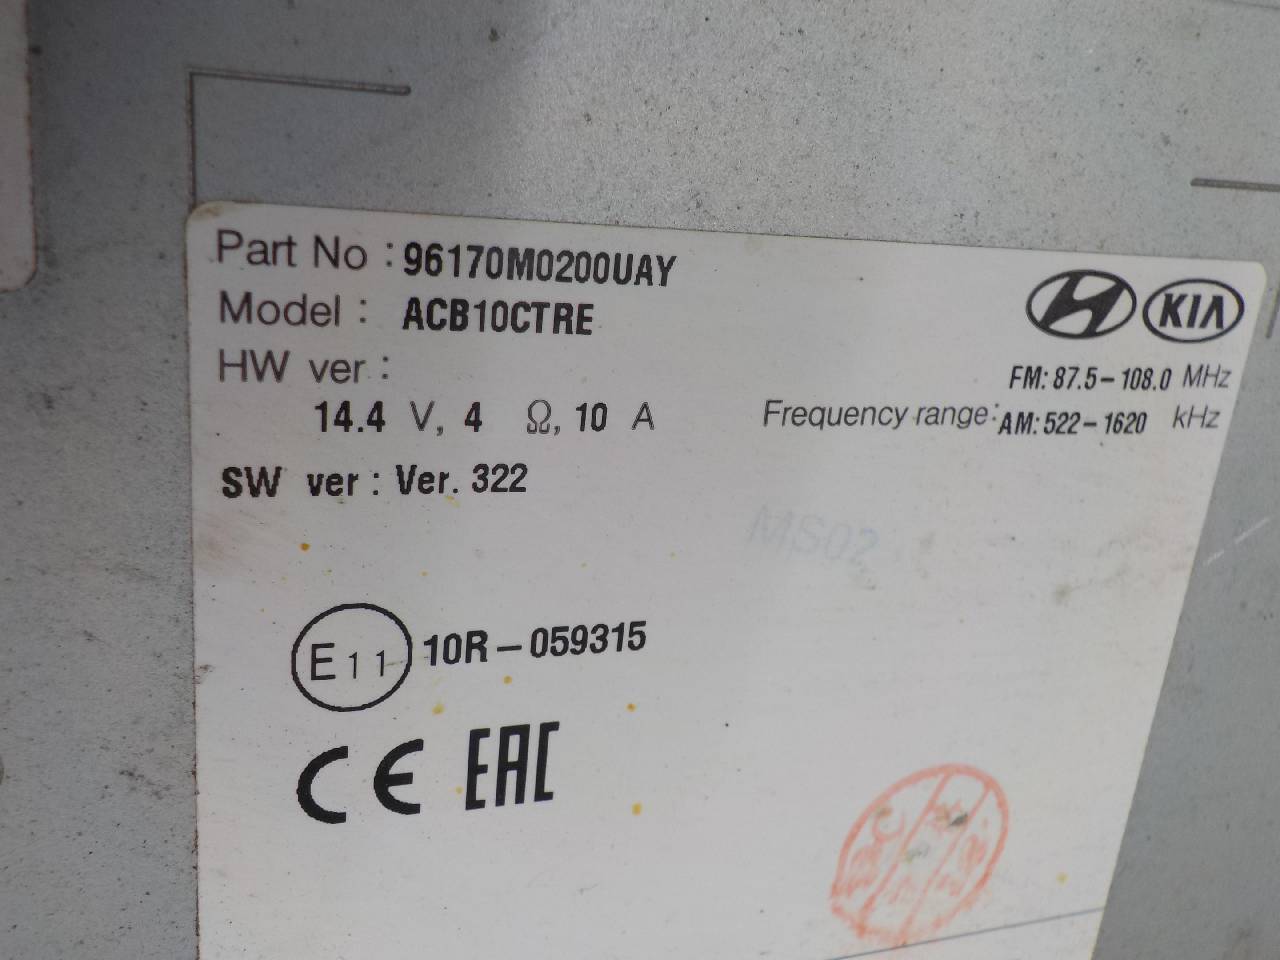 Part No : 96170M0200UAY
Model : ACB10CTRE
HW ver :
14.4 V, 4 Ω, 10 A
SW ver : Ver. 322
KIA
FM: 87.5-108.0 MHz
Frequency range: AM: 522-1620 kHz
MS02
E11 10R-059315
CE EAC